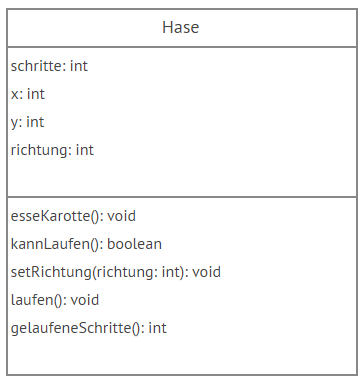 Hase
schritte: int
x: int
y: int
richtung: int
esseKarotte(): void
kannLaufen(): boolean
setRichtung(richtung: int): void
laufen(): void
gelaufeneSchritte(): int